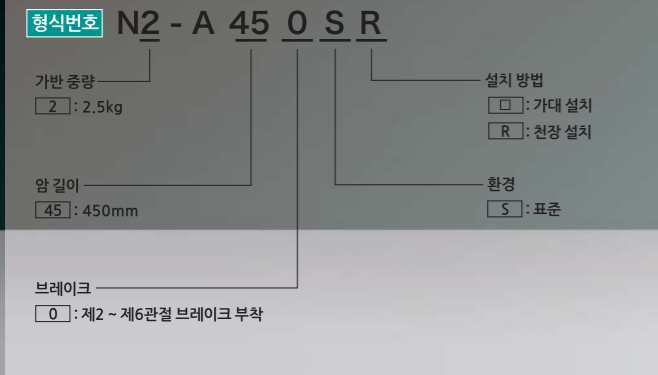 형식번호 N2 - A 45 0 S R
가반 중량
2 : 2.5kg
암 길이
45 : 450mm
브레이크
0 : 제2 ~ 제6관절 브레이크 부착
설치 방법
□ : 가대 설치
R : 천장 설치
환경
S : 표준